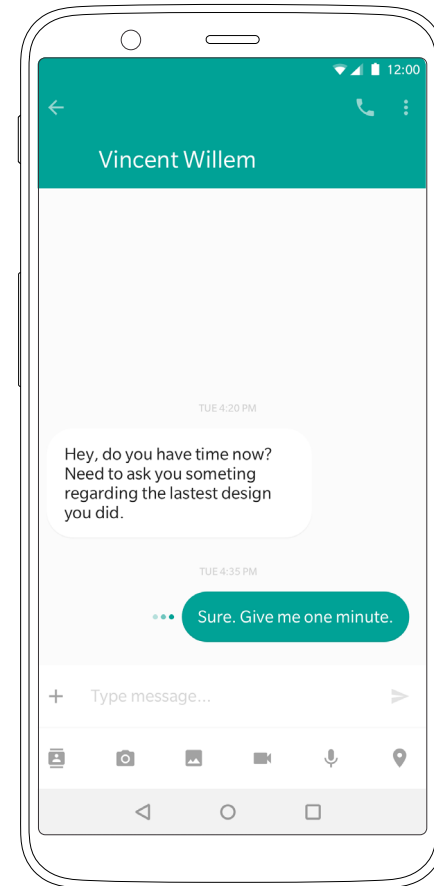 12:00
Vincent Willem
TUE 4:20 PM
Hey, do you have time now?
Need to ask you someting
regarding the lastest design
you did.
TUE 4:35 PM
Sure. Give me one minute.
Type message...